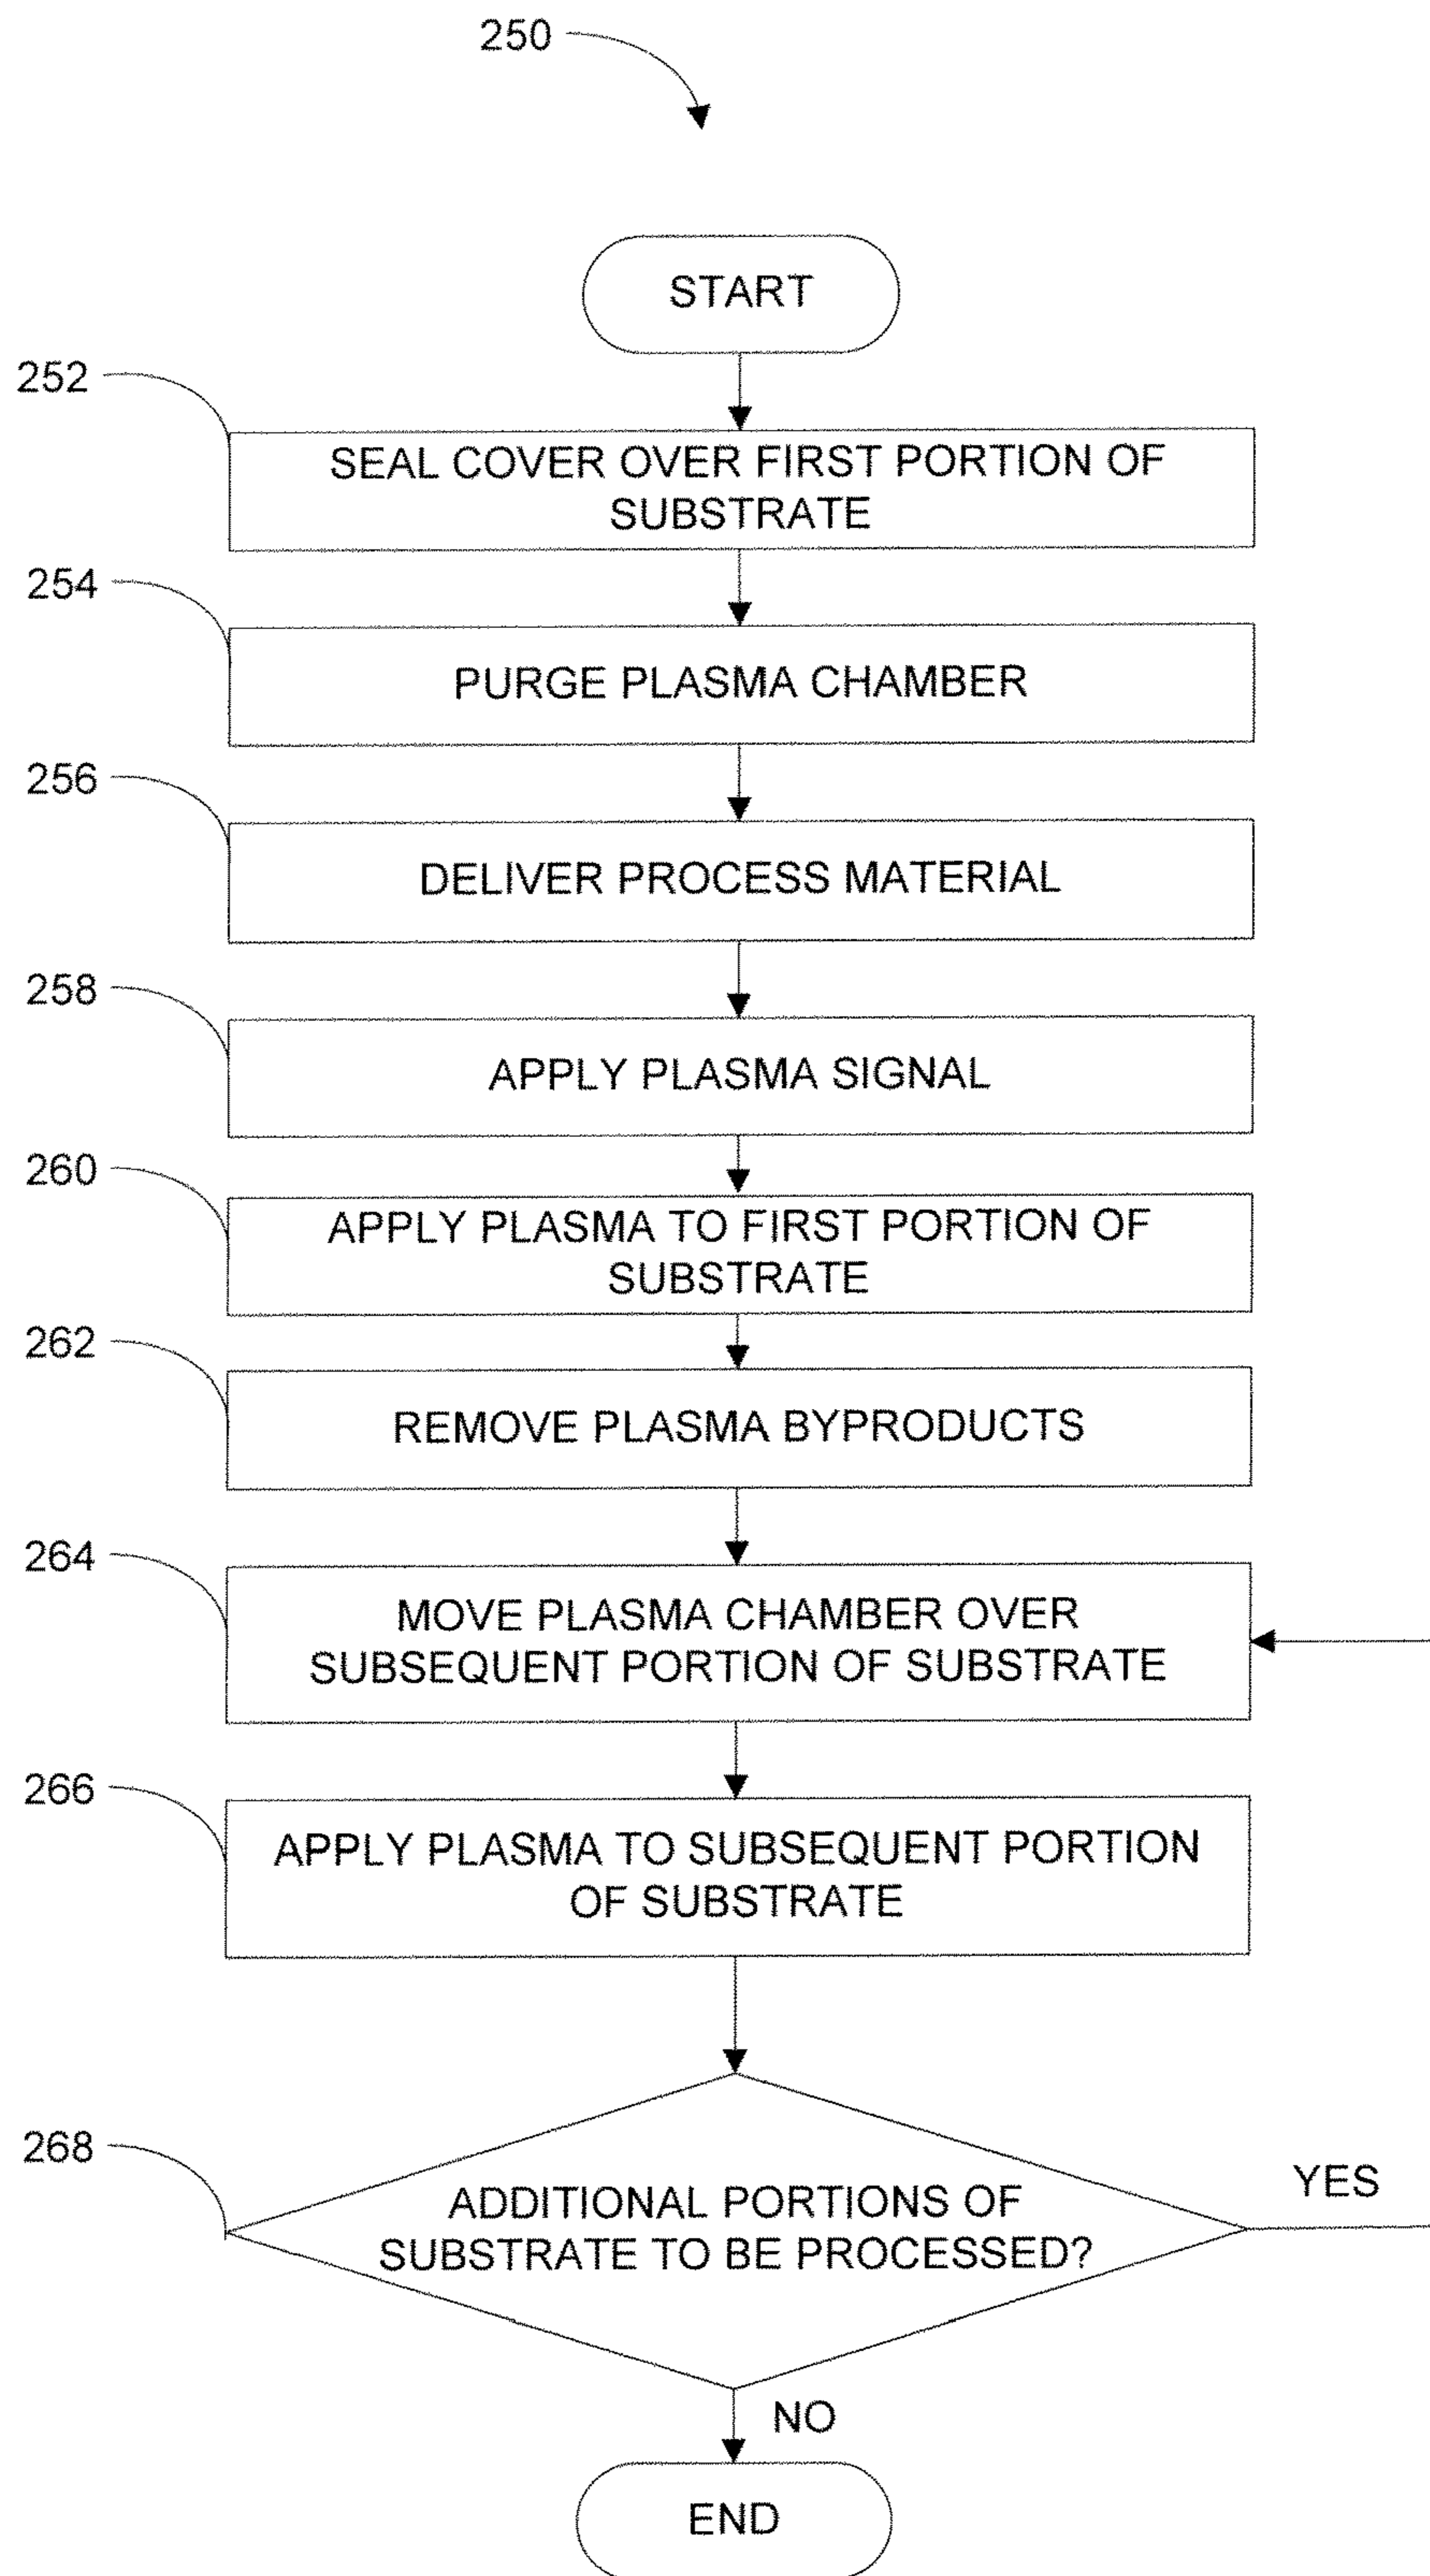 250
START
252
SEAL COVER OVER FIRST PORTION OF
SUBSTRATE
254
PURGE PLASMA CHAMBER
256
DELIVER PROCESS MATERIAL
258
APPLY PLASMA SIGNAL
260
APPLY PLASMA TO FIRST PORTION OF
SUBSTRATE
262
REMOVE PLASMA BYPRODUCTS
264
MOVE PLASMA CHAMBER OVER
SUBSEQUENT PORTION OF SUBSTRATE
266
APPLY PLASMA TO SUBSEQUENT PORTION
OF SUBSTRATE
268
ADDITIONAL PORTIONS OF
SUBSTRATE TO BE PROCESSED?
YES
NO
END